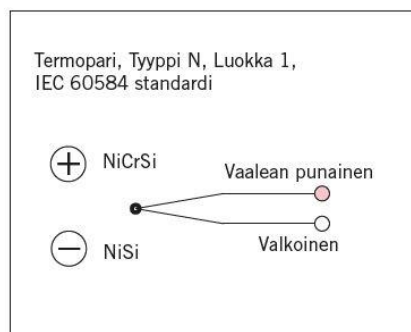 Termopari, Tyyppi N, Luokka 1,
IEC 60584 standardi
+ NiCrSi
Vaalean punainen
− NiSi
Valkoinen